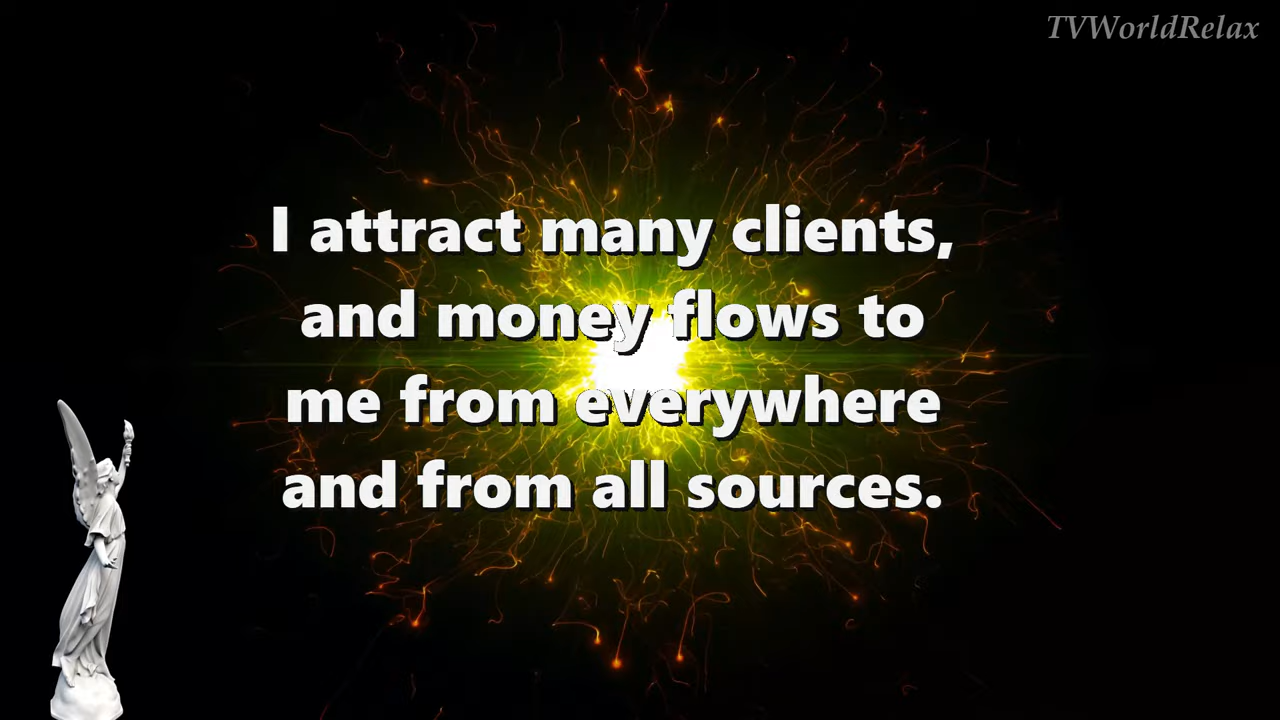 TVWorldRelax
I attract many clients,
and money flows to
me from everywhere
and from all sources.